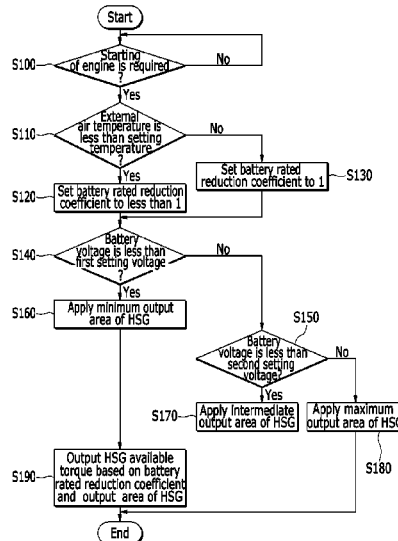 Start
S100
Starting
of engine is required
?
No
Yes
S110
External
air temperature is
less than setting
temperature
?
No
Yes
S120
Set battery rated reduction
coefficient to less than 1
Set battery rated
reduction coefficient to 1
S130
S140
Battery
voltage is less than
first setting voltage
?
No
Yes
S160
Apply minimum output
area of HSG
S150
Battery
voltage is less than
second setting
voltage?
No
Yes
S170
Apply intermediate
output area of HSG
Apply maximum
output area of HSG
S180
S190
Output HSG available
torque based on battery
rated reduction coefficient
and output area of HSG
End